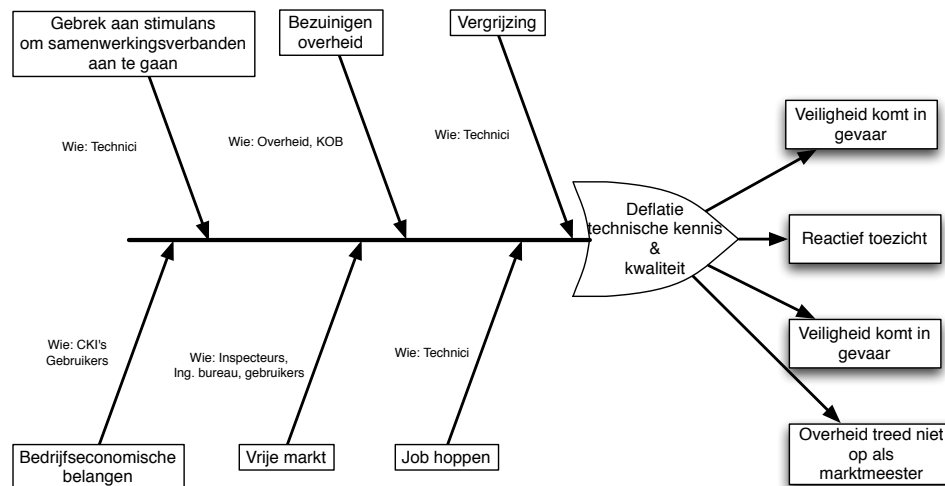 Gebrek aan stimulans
om samenwerkingsverbanden
aan te gaan
Bezuinigen
overheid
Vergrijzing
Wie: Technici
Wie: Overheid, KOB
Wie: Technici
Veiligheid komt in
gevaar
Deflatie
technische kennis
&
kwaliteit
Reactief toezicht
Veiligheid komt in
gevaar
Wie: CKI's
Gebruikers
Wie: Inspecteurs,
Ing. bureau, gebruikers
Wie: Technici
Bedrijfseconomische
belangen
Vrije markt
Job hoppen
Overheid treed niet
op als
marktmeester